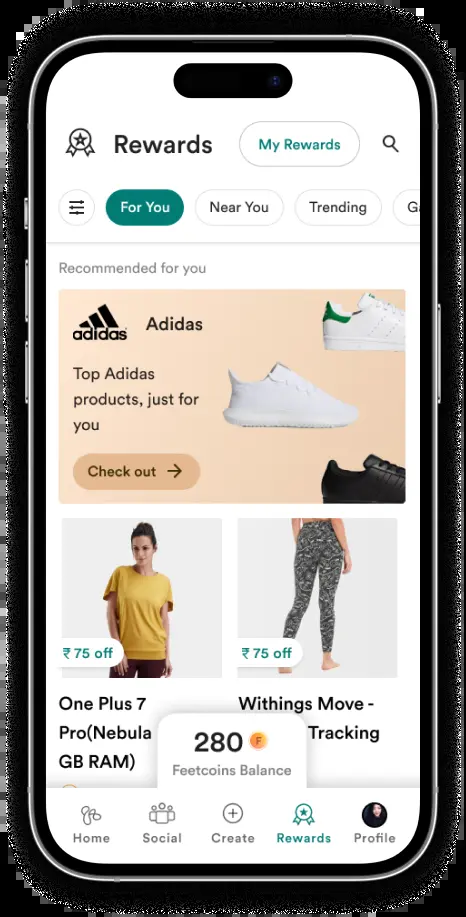 Rewards
My Rewards
For You
Near You
Trending
Recommended for you
adidas
Adidas
Top Adidas
products, just for
you
Check out →
₹ 75 off
₹ 75 off
One Plus 7
Pro(Nebula
GB RAM)
Withings Move -
Tracking
280 F
Feetcoins Balance
Home
Social
Create
Rewards
Profile